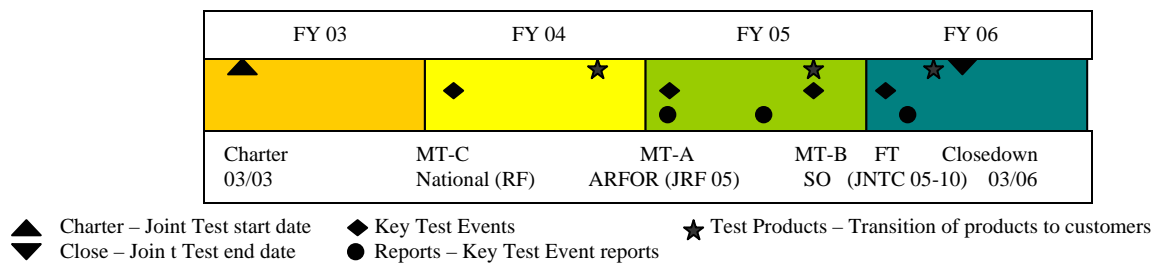 FY 03 FY 04 FY 05 FY 06
Charter MT-C MT-A MT-B FT Closedown
03/03 National (RF) ARFOR (JRF 05) SO (JNTC 05-10) 03/06
Charter – Joint Test start date Key Test Events Test Products – Transition of products to customers
Close – Join t Test end date Reports – Key Test Event reports